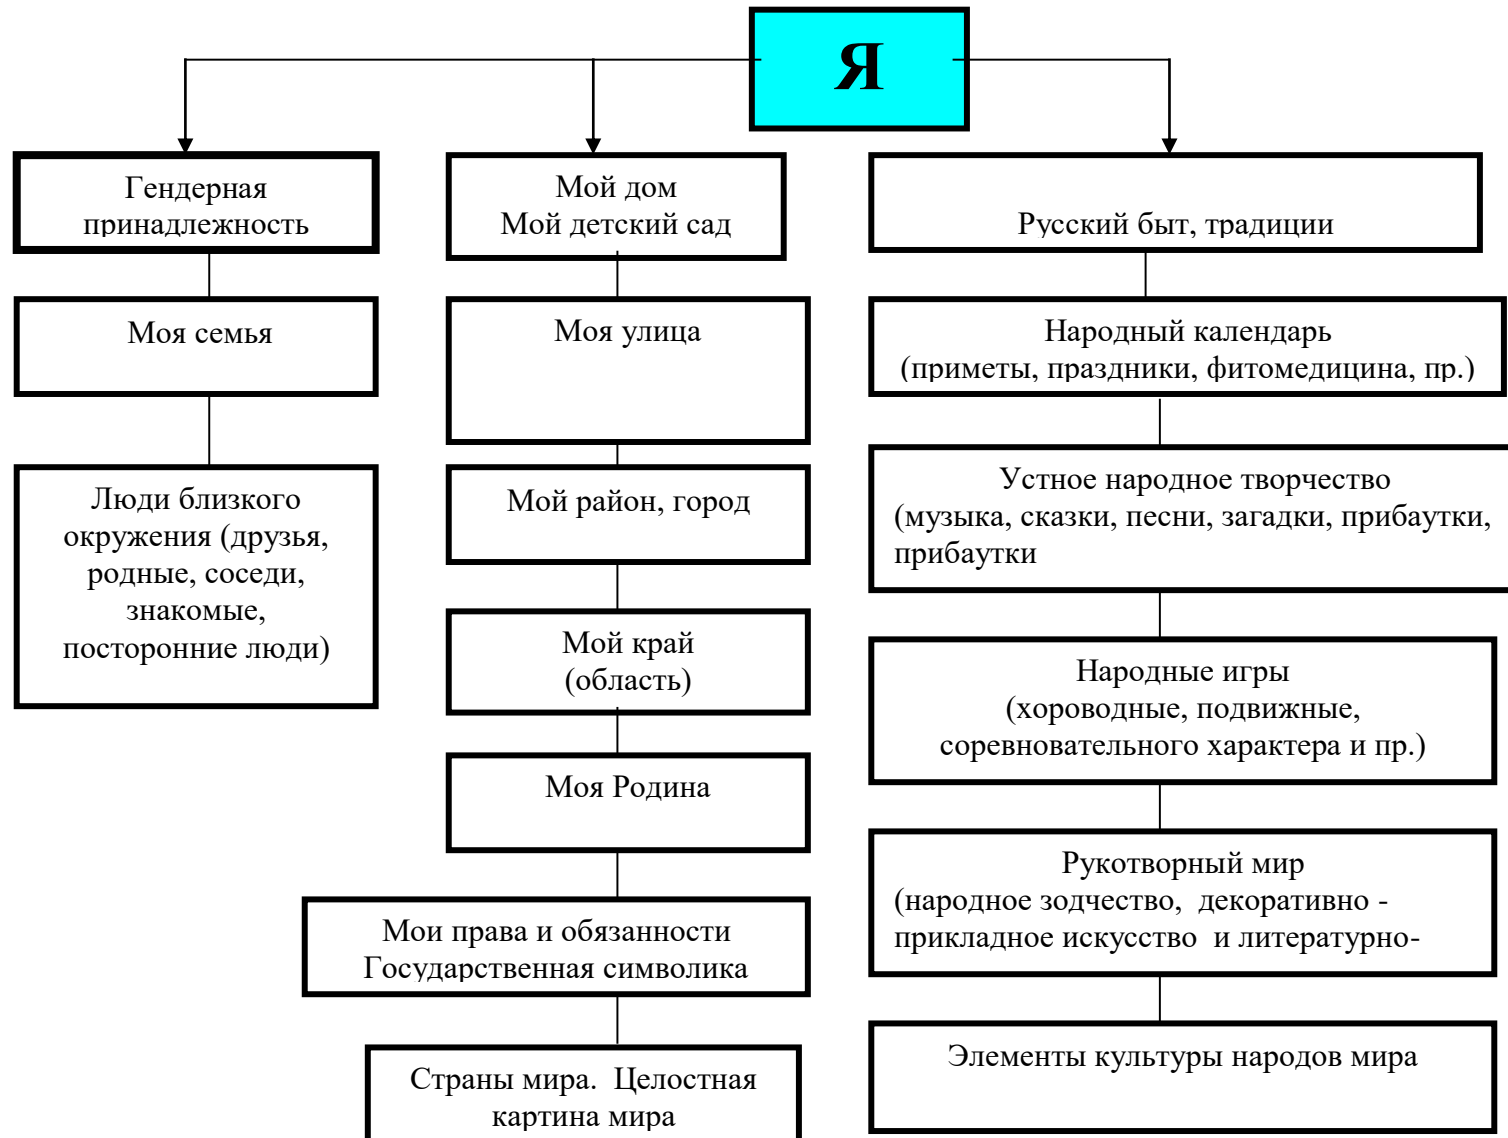 Я
Гендерная
принадлежность
Моя семья
Люди близкого
окружения (друзья,
родные, соседи,
знакомые,
посторонние люди)
Мой дом
Мой детский сад
Моя улица
Мой район, город
Мой край
(область)
Моя Родина
Мои права и обязанности
Государственная символика
Страны мира. Целостная
картина мира
Русский быт, традиции
Народный календарь
(приметы, праздники, фитомедицина, пр.)
Устное народное творчество
(музыка, сказки, песни, загадки, прибаутки,
прибаутки
Народные игры
(хороводные, подвижные,
соревновательного характера и пр.)
Рукотворный мир
(народное зодчество, декоративно -
прикладное искусство и литературно-
Элементы культуры народов мира